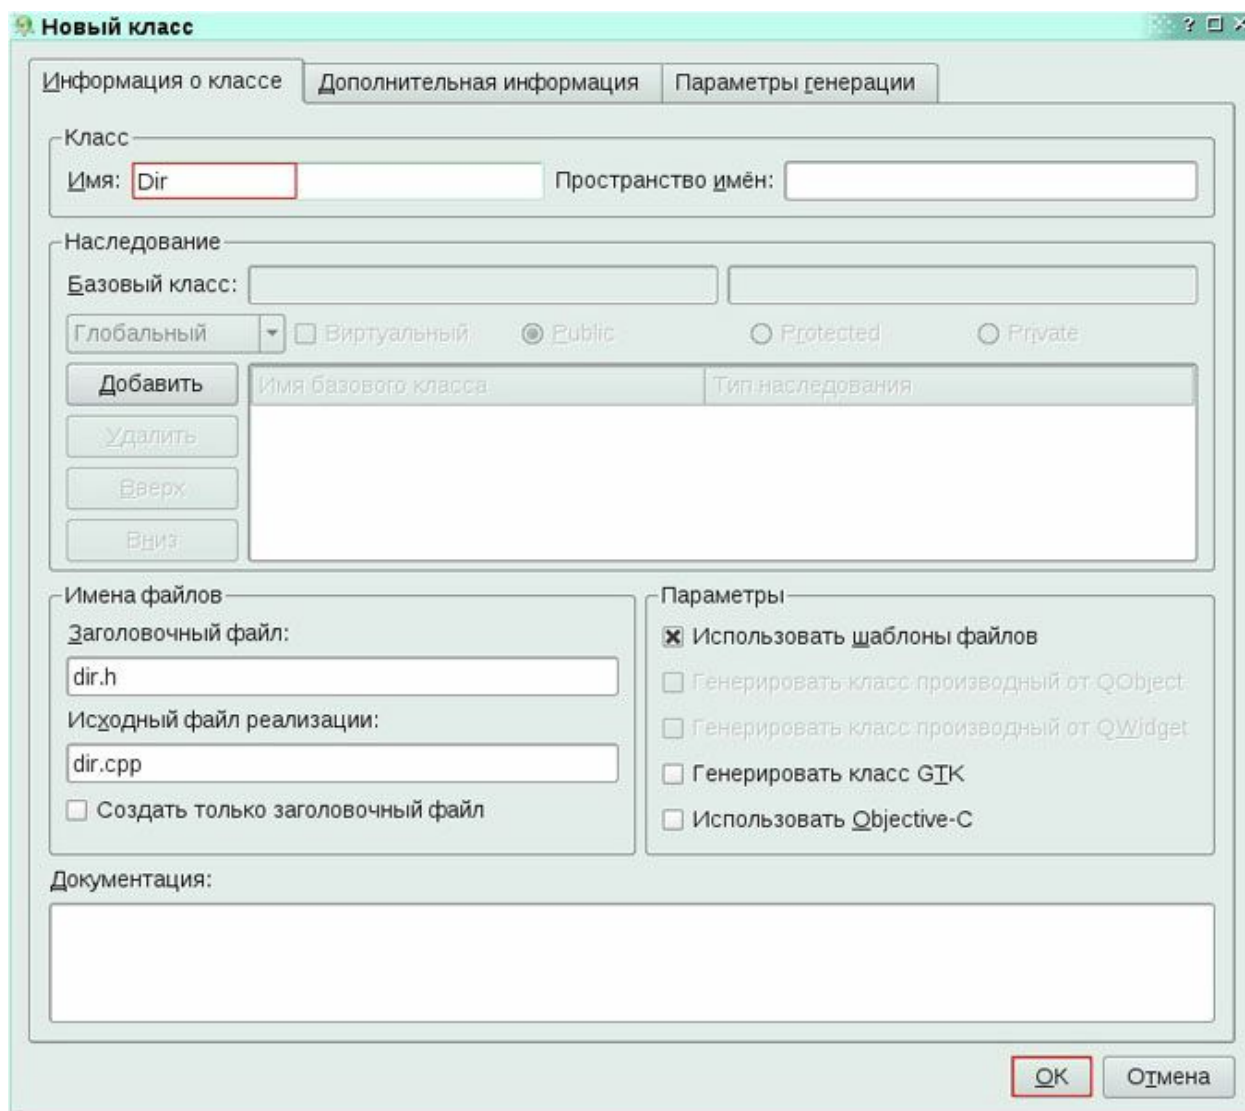 Новый класс
Информация о классе Дополнительная информация Параметры генерации
Класс
Имя: Dir Пространство имён:
Наследование
Базовый класс:
Глобальный Виртуальный Public Protected Private
Добавить Имя базового класса Тип наследования
Удалить
Вверх
Вниз
Имена файлов Параметры
Заголовочный файл: Использовать шаблоны файлов
dir.h Генерировать класс производный от QObject
Исходный файл реализации: Генерировать класс производный от QWidget
dir.cpp Генерировать класс GTK
Создать только заголовочный файл Использовать Objective-C
Документация:
OK Отмена